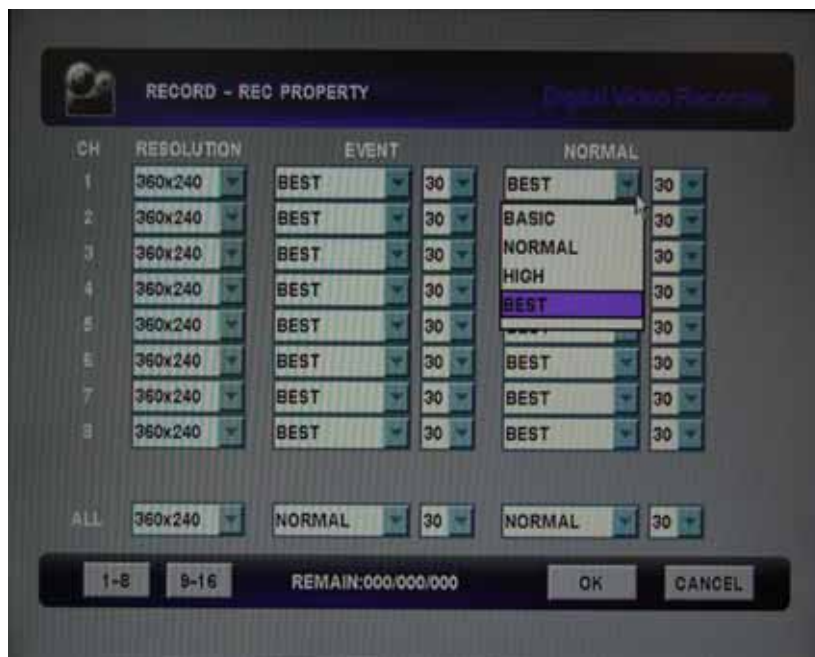 RECORD - REC PROPERTY Digital Video Recorder
CH RESOLUTION EVENT NORMAL
1 360x240 BEST 30 BEST 30
2 360x240 BEST 30 BASIC 30
3 360x240 BEST 30 NORMAL 30
HIGH
4 360x240 BEST 30 BEST 30
5 360x240 BEST 30 30
6 360x240 BEST 30 BEST 30
7 360x240 BEST 30 BEST 30
8 360x240 BEST 30 BEST 30
ALL 360x240 NORMAL 30 NORMAL 30
1-8 9-16 REMAIN:000/000/000 OK CANCEL